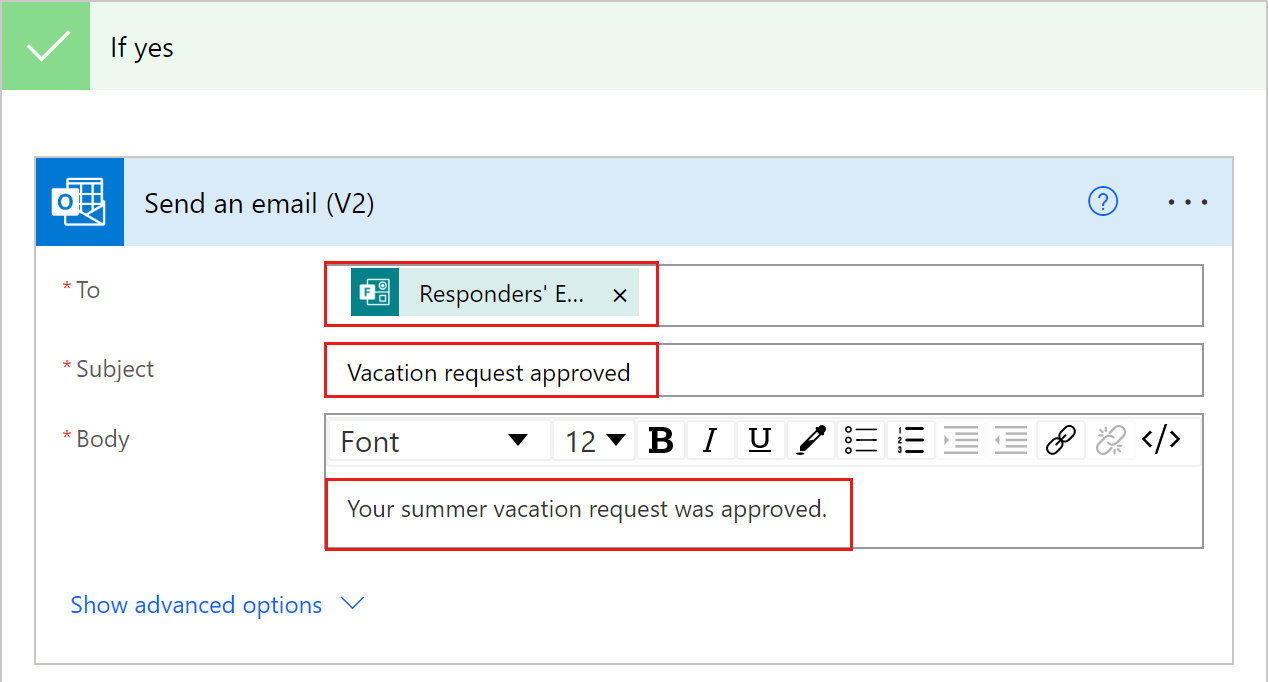 If yes
Send an email (V2)
?
* To
F
Responders' E... ×
* Subject
Vacation request approved
* Body
Font 12 B I U </>
Your summer vacation request was approved.
Show advanced options